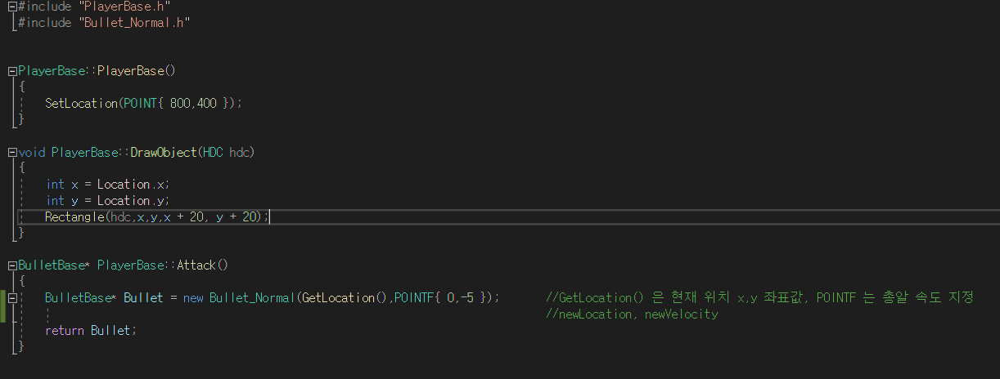 #include "PlayerBase.h"
#include "Bullet_Normal.h"
PlayerBase::PlayerBase()
{
SetLocation(POINT{ 800,400 });
}
void PlayerBase::DrawObject(HDC hdc)
{
int x = Location.x;
int y = Location.y;
Rectangle(hdc,x,y,x + 20, y + 20);
}
BulletBase* PlayerBase::Attack()
{
BulletBase* Bullet = new Bullet_Normal(GetLocation(),POINTF{ 0,-5 }); //GetLocation() 은 현재 위치 x,y 좌표값, POINTF 는 총알 속도 지정
//newLocation, newVelocity
return Bullet;
}